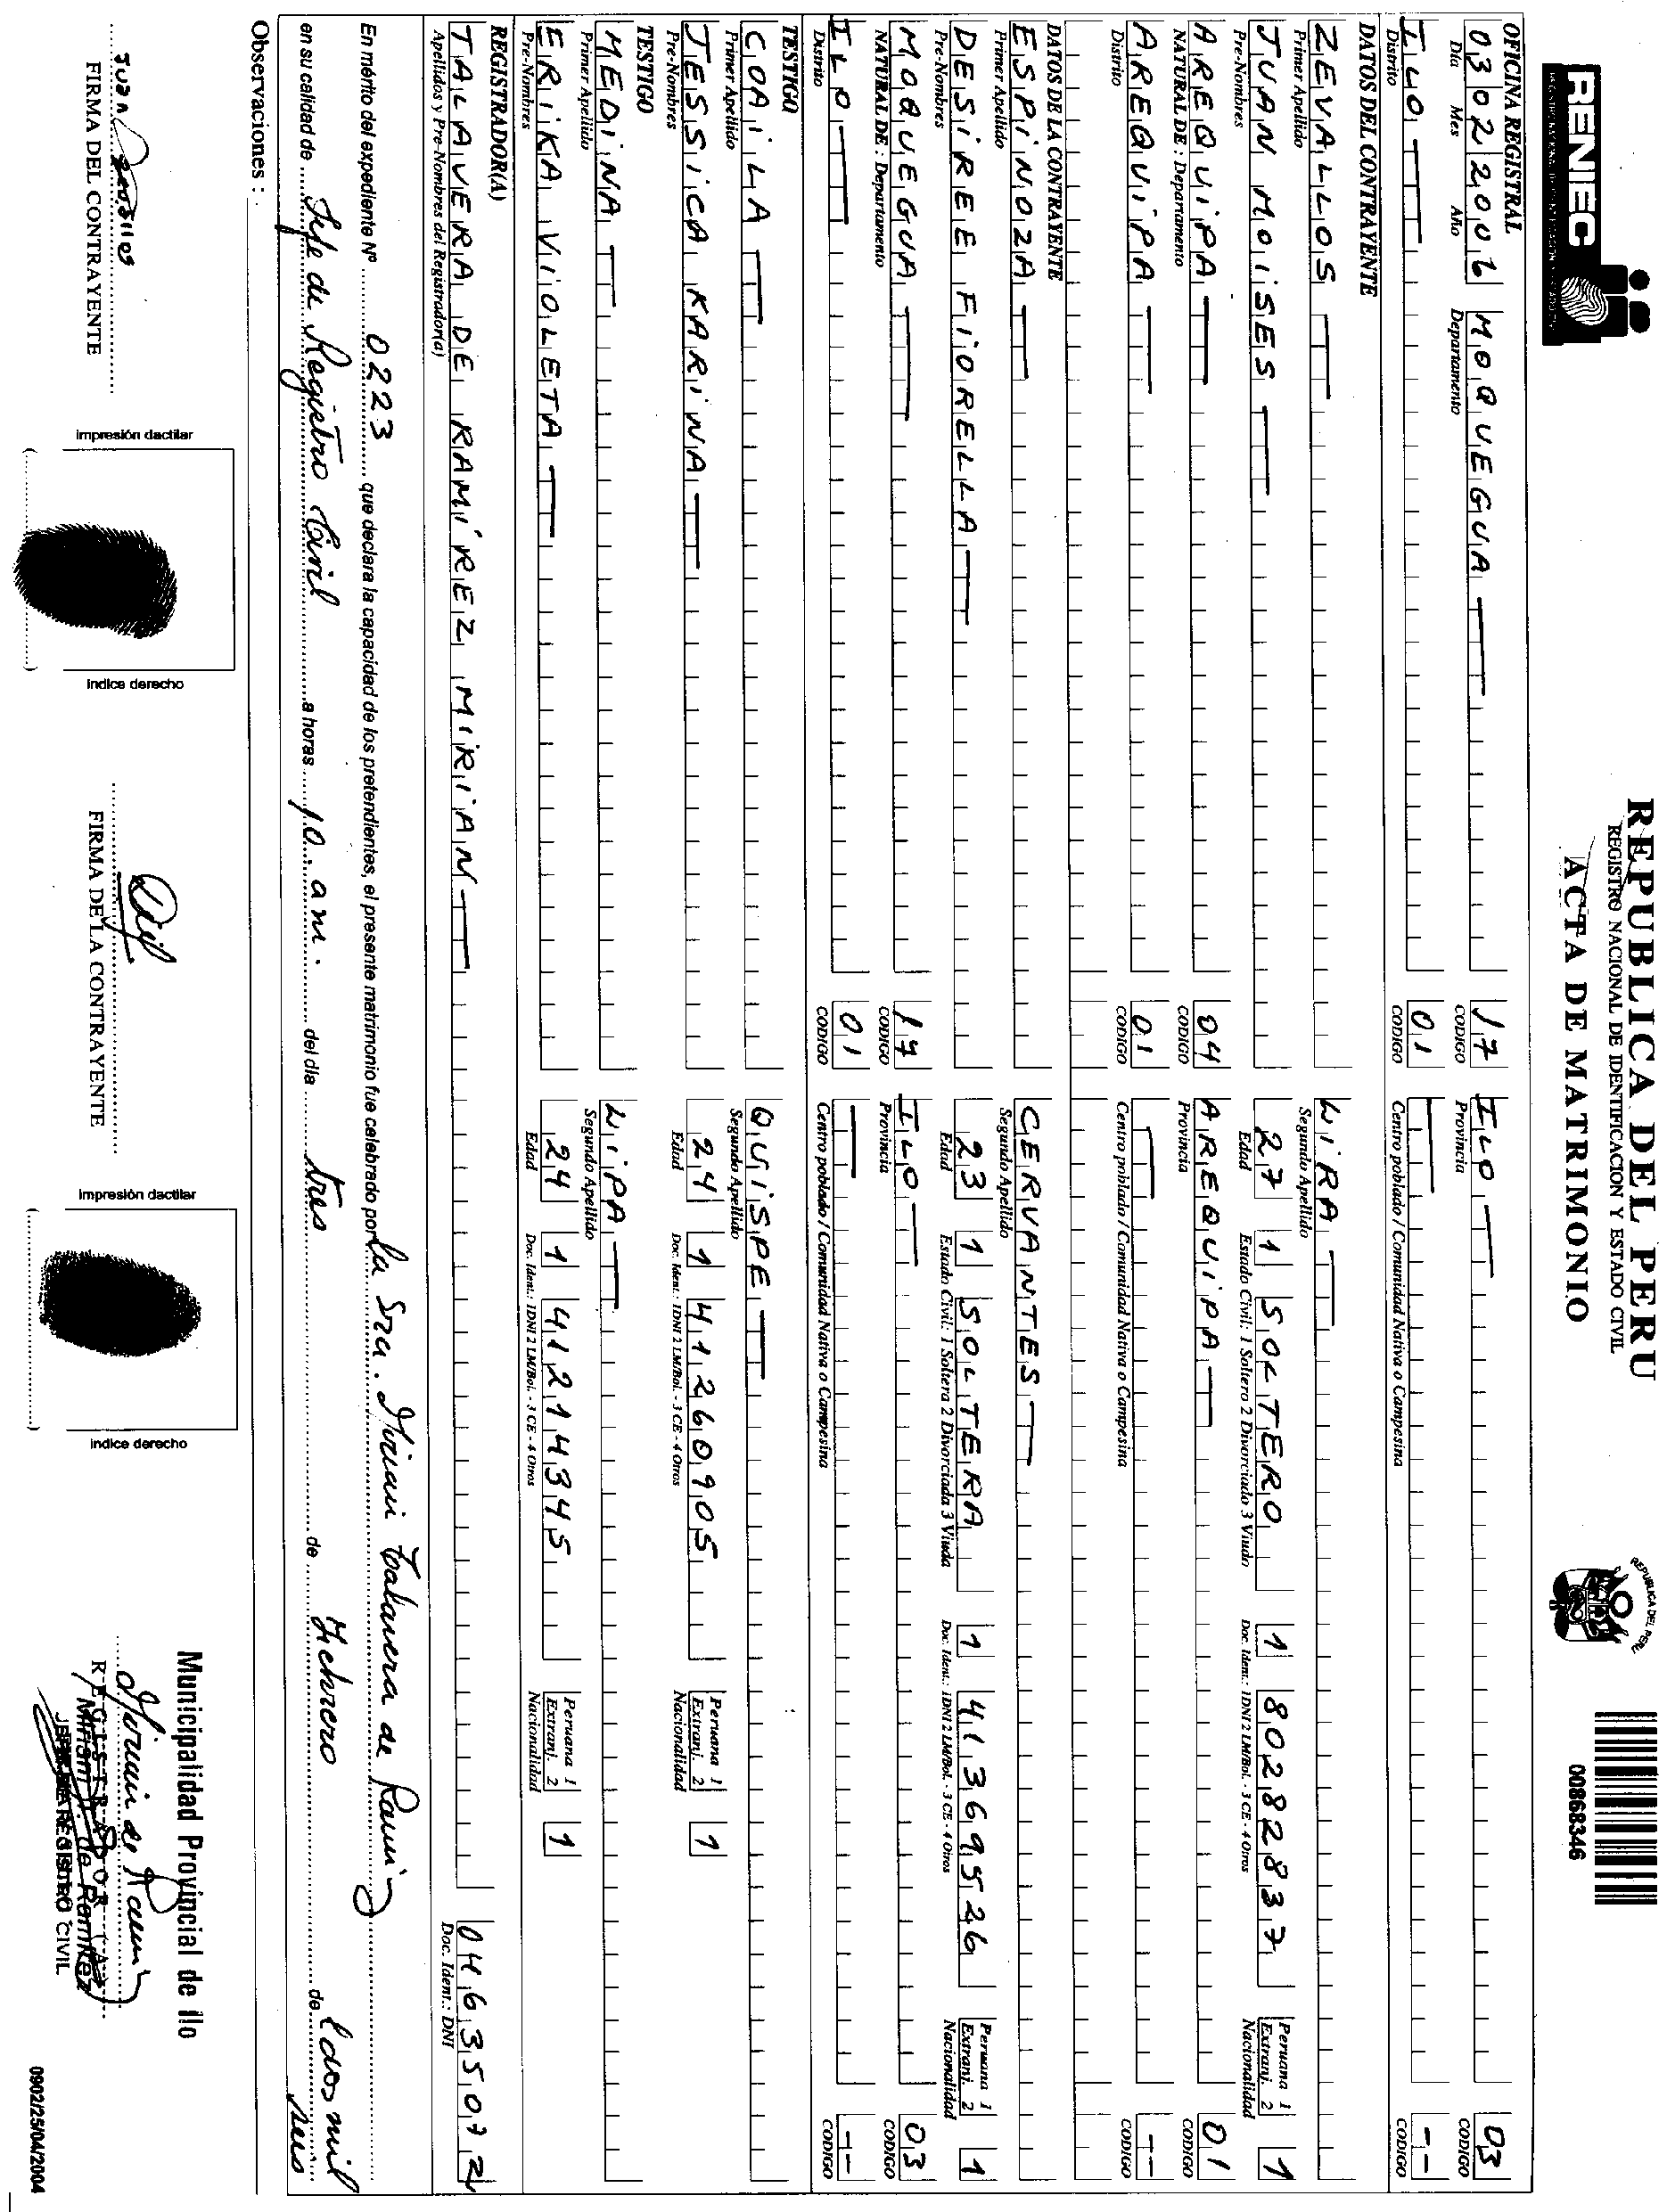 REPUBLICA DEL PERU
REGISTRO NACIONAL DE IDENTIFICACION Y ESTADO CIVIL
ACTA DE MATRIMONIO
RENIEC
REPUBLICA DEL PERU
00868346
OFICINA REGISTRAL
03 02 2006 MOQUEGUA 17 ILO 03
Día Mes Año Departamento CODIGO Provincia CODIGO
ILO 01 --
Distrito CODIGO Centro poblado / Comunidad Nativa o Campesina CODIGO
DATOS DEL CONTRAYENTE
ZEVALLOS WIRA
Primer Apellido Segundo Apellido
JUAN MOiSES 27 1 SOLTERO 1 80282837 Peruana 1 Extranj. 2 1
Pre-Nombres Edad Estado Civil: 1 Soltero 2 Divorciado 3 Viudo Doc. Ident.: 1DNI 2 LM/Bol. - 3 CE - 4 Otros Nacionalidad
AREQUiPA 04 AREQUiPA 01
NATURAL DE : Departamento CODIGO Provincia CODIGO
AREQUiPA 01 --
Distrito CODIGO Centro poblado / Comunidad Nativa o Campesina CODIGO
DATOS DE LA CONTRAYENTE
ESPiNOZA CERVANTES
Primer Apellido Segundo Apellido
DESiREE FiORELLA 23 1 SOLTERA 1 41369526 Peruana 1 Extranj. 2 1
Pre-Nombres Edad Estado Civil: 1 Soltera 2 Divorciada 3 Viuda Doc. Ident.: 1DNI 2 LM/Bol. - 3 CE - 4 Otros Nacionalidad
MOQUEGUA 17 ILO 03
NATURAL DE : Departamento CODIGO Provincia CODIGO
ILO 01 --
Distrito CODIGO Centro poblado / Comunidad Nativa o Campesina CODIGO
TESTIGO
COAiLA QUiSPE
Primer Apellido Segundo Apellido
JESSiCA KARiNA 24 1 41260905 Peruana 1 Extranj. 2 1
Pre-Nombres Edad Doc. Ident.: 1DNI 2 LM/Bol. - 3 CE - 4 Otros Nacionalidad
TESTIGO
MEDiNA LiPA
Primer Apellido Segundo Apellido
ERiKA ViOLETA 24 1 41214345 Peruana 1 Extranj. 2 1
Pre-Nombres Edad Doc. Ident.: 1DNI 2 LM/Bol. - 3 CE - 4 Otros Nacionalidad
REGISTRADOR(A)
TALAVERA DE RAMíREZ MiRiAN 04635072
Apellidos y Pre-Nombres del Registrador(a) Doc. Ident.: DNI
En mérito del expediente Nº 0223 que declara la capacidad de los pretendientes, el presente matrimonio fue celebrado por la Sra. Miriam Talavera de Ramirez
en su calidad de Jefe de Registro Civil a horas 10. am. del día tres de Febrero de dos mil seis
Observaciones :
Juan Zevallos
FIRMA DEL CONTRAYENTE
Impresión dactilar
Indice derecho
FIRMA DE LA CONTRAYENTE
Impresión dactilar
Indice derecho
Municipalidad Provincial de Ilo
REGISTRADOR (A)
REGISTRO CIVIL
0902/25/04/2004